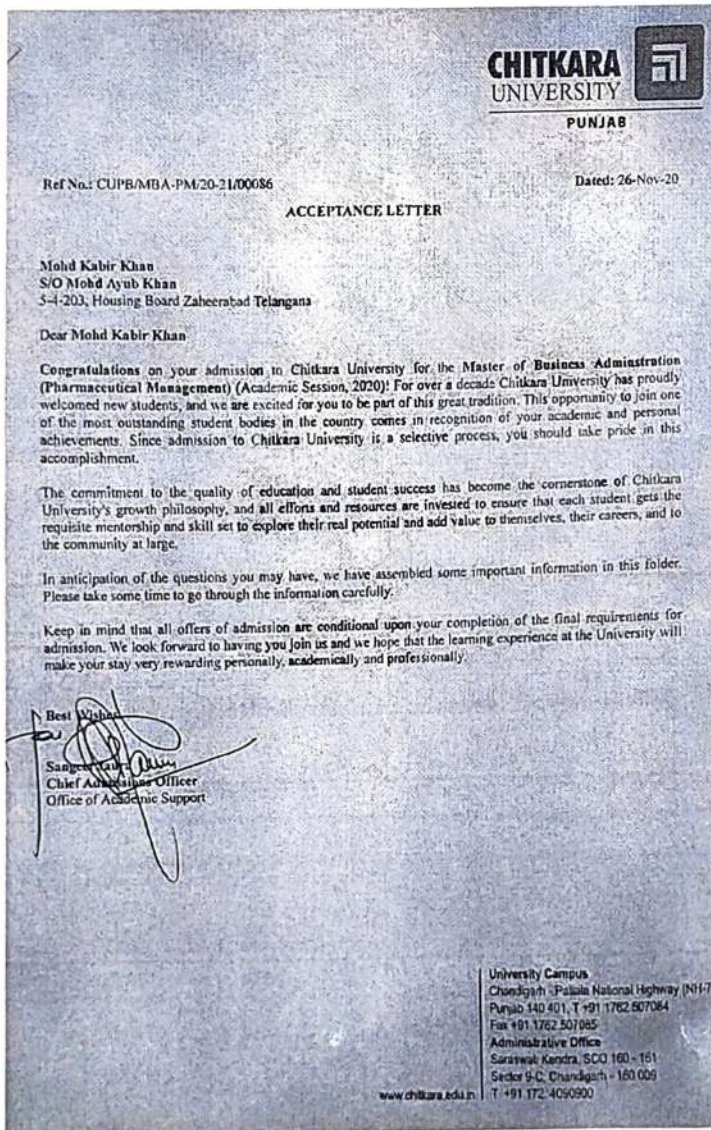 CHITKARA
UNIVERSITY
PUNJAB
Ref No.: CUPB/MBA-PM/20-21/00086
Dated: 26-Nov-20
ACCEPTANCE LETTER
Mohd Kabir Khan
S/O Mohd Ayub Khan
5-4-203, Housing Board Zaheerabad Telangana
Dear Mohd Kabir Khan
Congratulations on your admission to Chitkara University for the Master of Business Adminstration
(Pharmaceutical Management) (Academic Session, 2020)! For over a decade Chitkara University has proudly
welcomed new students, and we are excited for you to be part of this great tradition. This opportunity to join one
of the most outstanding student bodies in the country comes in recognition of your academic and personal
achievements. Since admission to Chitkara University is a selective process, you should take pride in this
accomplishment.
The commitment to the quality of education and student success has become the cornerstone of Chitkara
University's growth philosophy, and all efforts and resources are invested to ensure that each student gets the
requisite mentorship and skill set to explore their real potential and add value to themselves, their careers, and to
the community at large.
In anticipation of the questions you may have, we have assembled some important information in this folder.
Please take some time to go through the information carefully.
Keep in mind that all offers of admission are conditional upon your completion of the final requirements for
admission. We look forward to having you join us and we hope that the learning experience at the University will
make your stay very rewarding personally, academically and professionally.
Best Wishes
Chief Admissions Officer
Office of Academic Support
University Campus
Chandigarh - Patiala National Highway (NH-7
Punjab 140 401, T +91 1762 507084
Fax +91 1762 507085
Administrative Office
Saraswati Kendra, SCO 160 - 161
Sector 9-C, Chandigarh - 160 009
www.chitkara.edu.in T +91 172 4090900